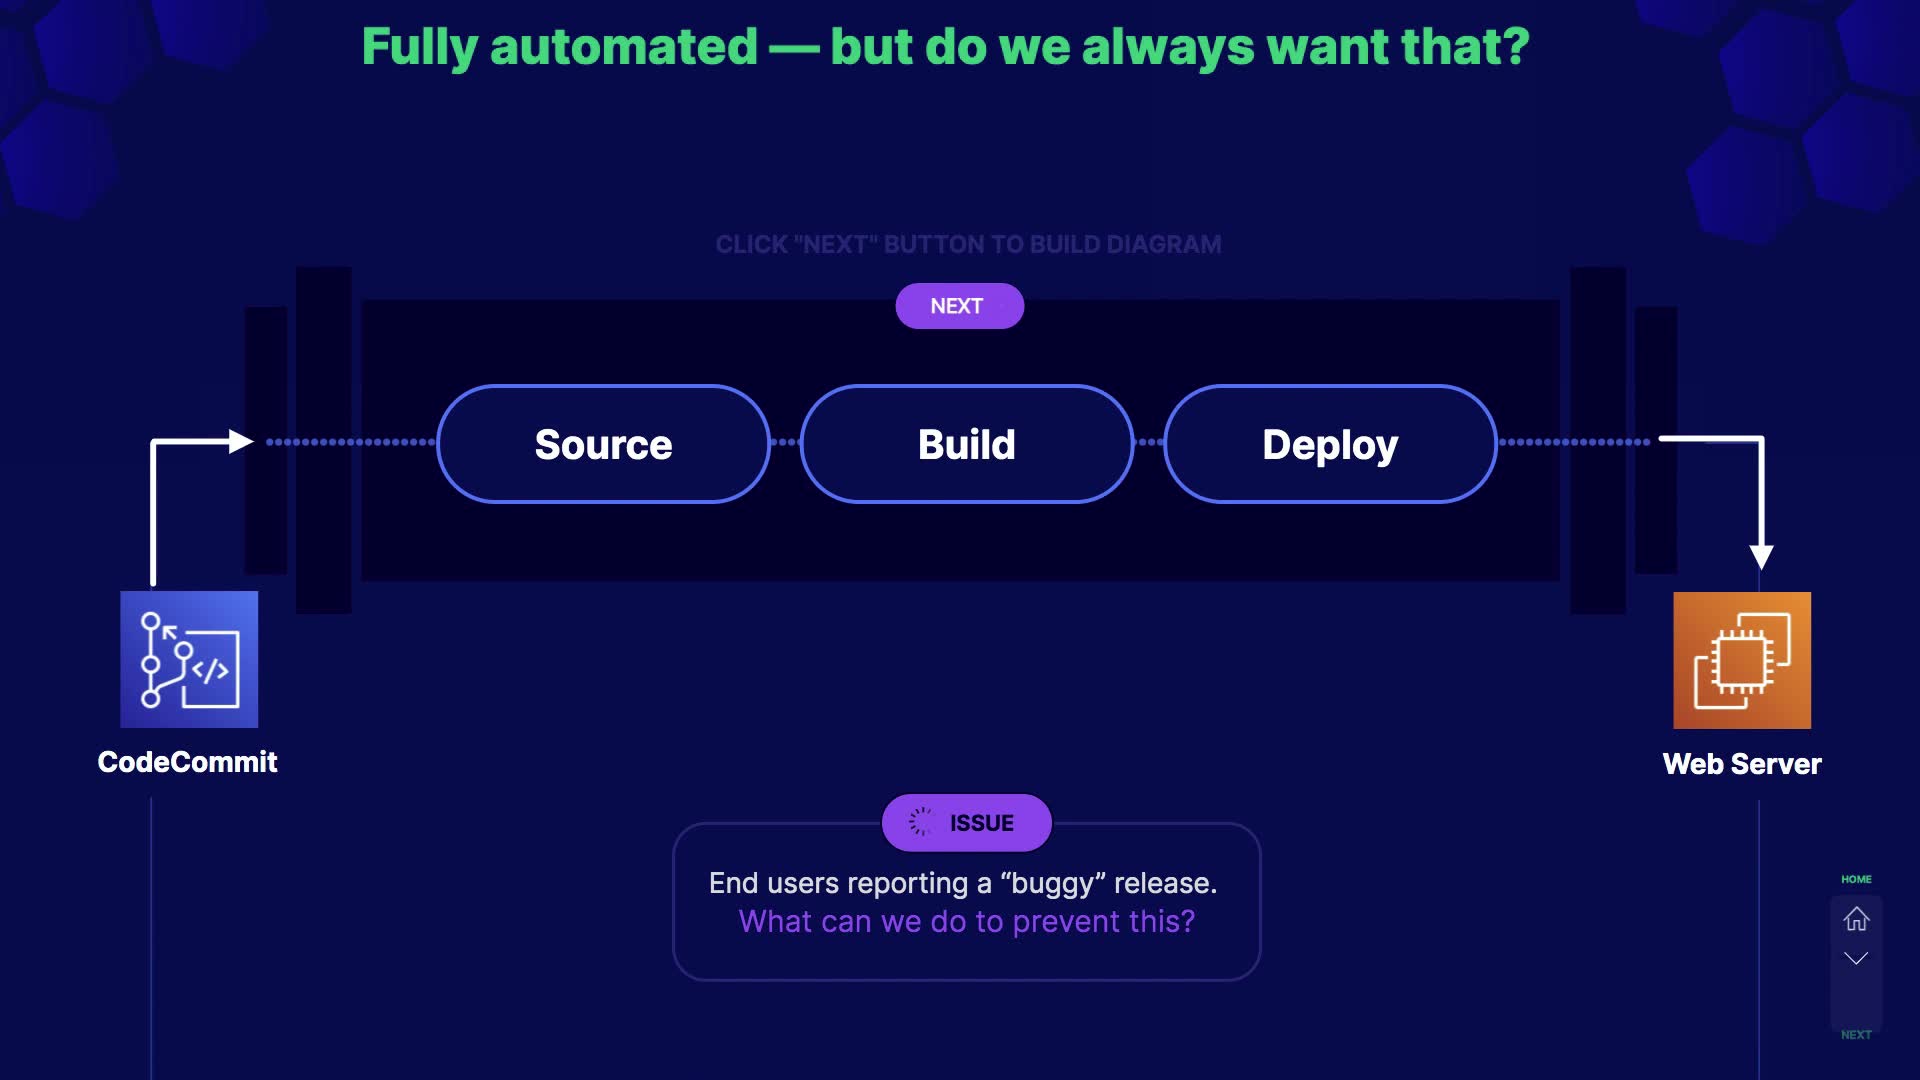 Fully automated — but do we always want that?
CLICK "NEXT" BUTTON TO BUILD DIAGRAM
NEXT
Source
Build
Deploy
CodeCommit
Web Server
ISSUE
End users reporting a “buggy” release.
What can we do to prevent this?
HOME
NEXT